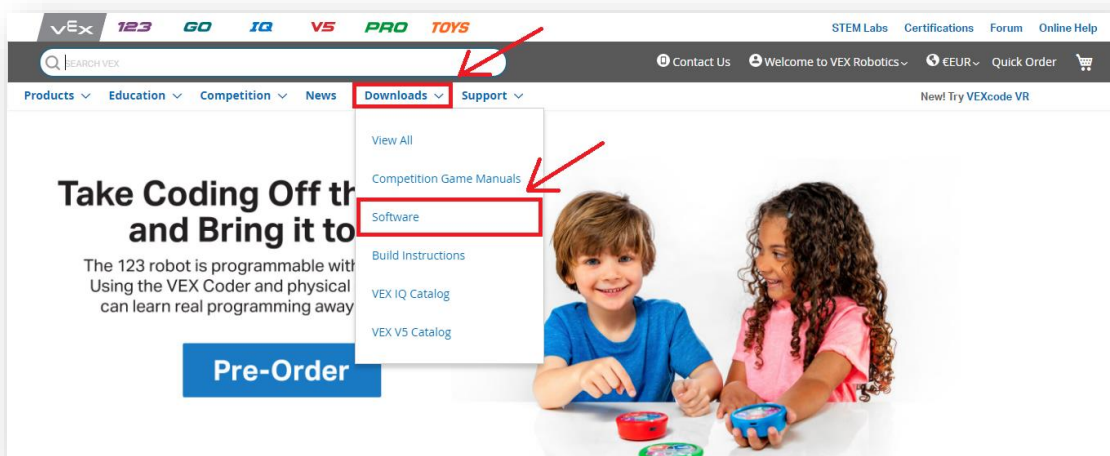 VEX 123 GO IQ V5 PRO TOYS STEM Labs Certifications Forum Online Help
SEARCH VEX Contact Us Welcome to VEX Robotics €EUR Quick Order
Products Education Competition News Downloads Support New! Try VEXcode VR
View All
Competition Game Manuals
Software
Build Instructions
VEX IQ Catalog
VEX V5 Catalog
Take Coding Off th
and Bring it to
The 123 robot is programmable with
Using the VEX Coder and physical
can learn real programming away
Pre-Order